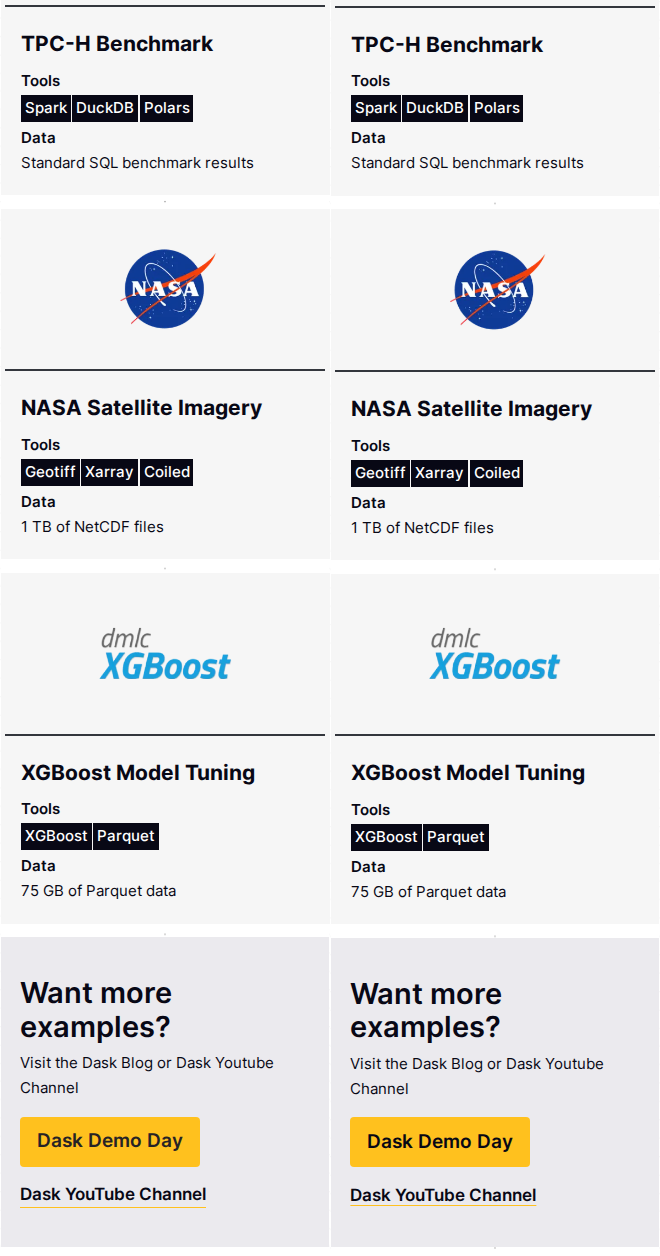 TPC-H Benchmark
Tools
Spark DuckDB Polars
Data
Standard SQL benchmark results
NASA
NASA Satellite Imagery
Tools
Geotiff Xarray Coiled
Data
1 TB of NetCDF files
dmlc
XGBoost
XGBoost Model Tuning
Tools
XGBoost Parquet
Data
75 GB of Parquet data
Want more
examples?
Visit the Dask Blog or Dask Youtube
Channel
Dask Demo Day
Dask YouTube Channel
TPC-H Benchmark
Tools
Spark DuckDB Polars
Data
Standard SQL benchmark results
NASA
NASA Satellite Imagery
Tools
Geotiff Xarray Coiled
Data
1 TB of NetCDF files
dmlc
XGBoost
XGBoost Model Tuning
Tools
XGBoost Parquet
Data
75 GB of Parquet data
Want more
examples?
Visit the Dask Blog or Dask Youtube
Channel
Dask Demo Day
Dask YouTube Channel